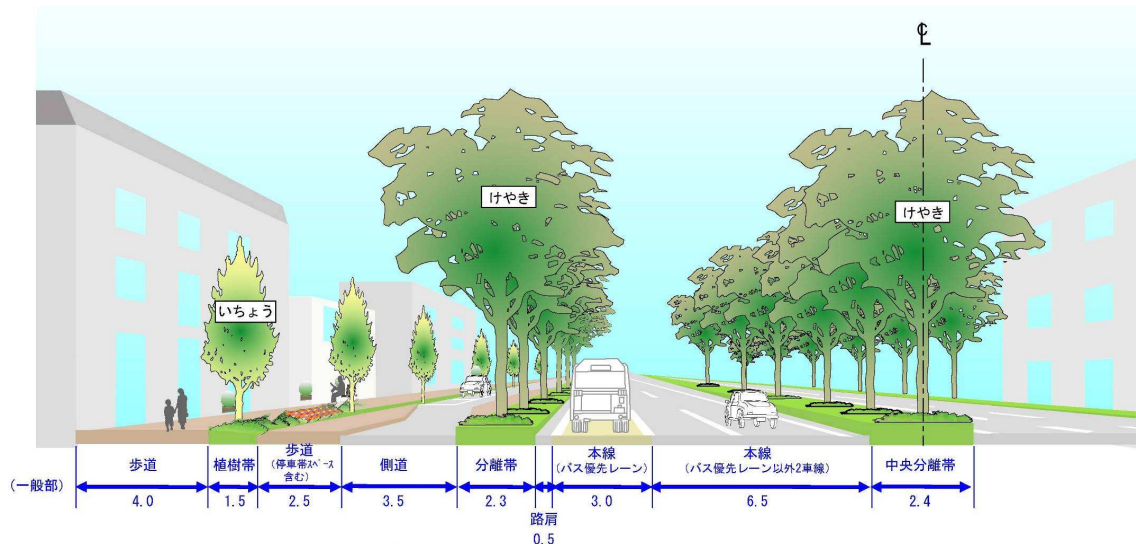 ℄
けやき
けやき
いちょう
歩道
植樹帯
歩道
(停車帯スペース
含む)
側道
分離帯
本線
(バス優先レーン)
本線
(バス優先レーン以外2車線)
中央分離帯
(一般部)
4.0
1.5
2.5
3.5
2.3
3.0
6.5
2.4
路肩
0.5